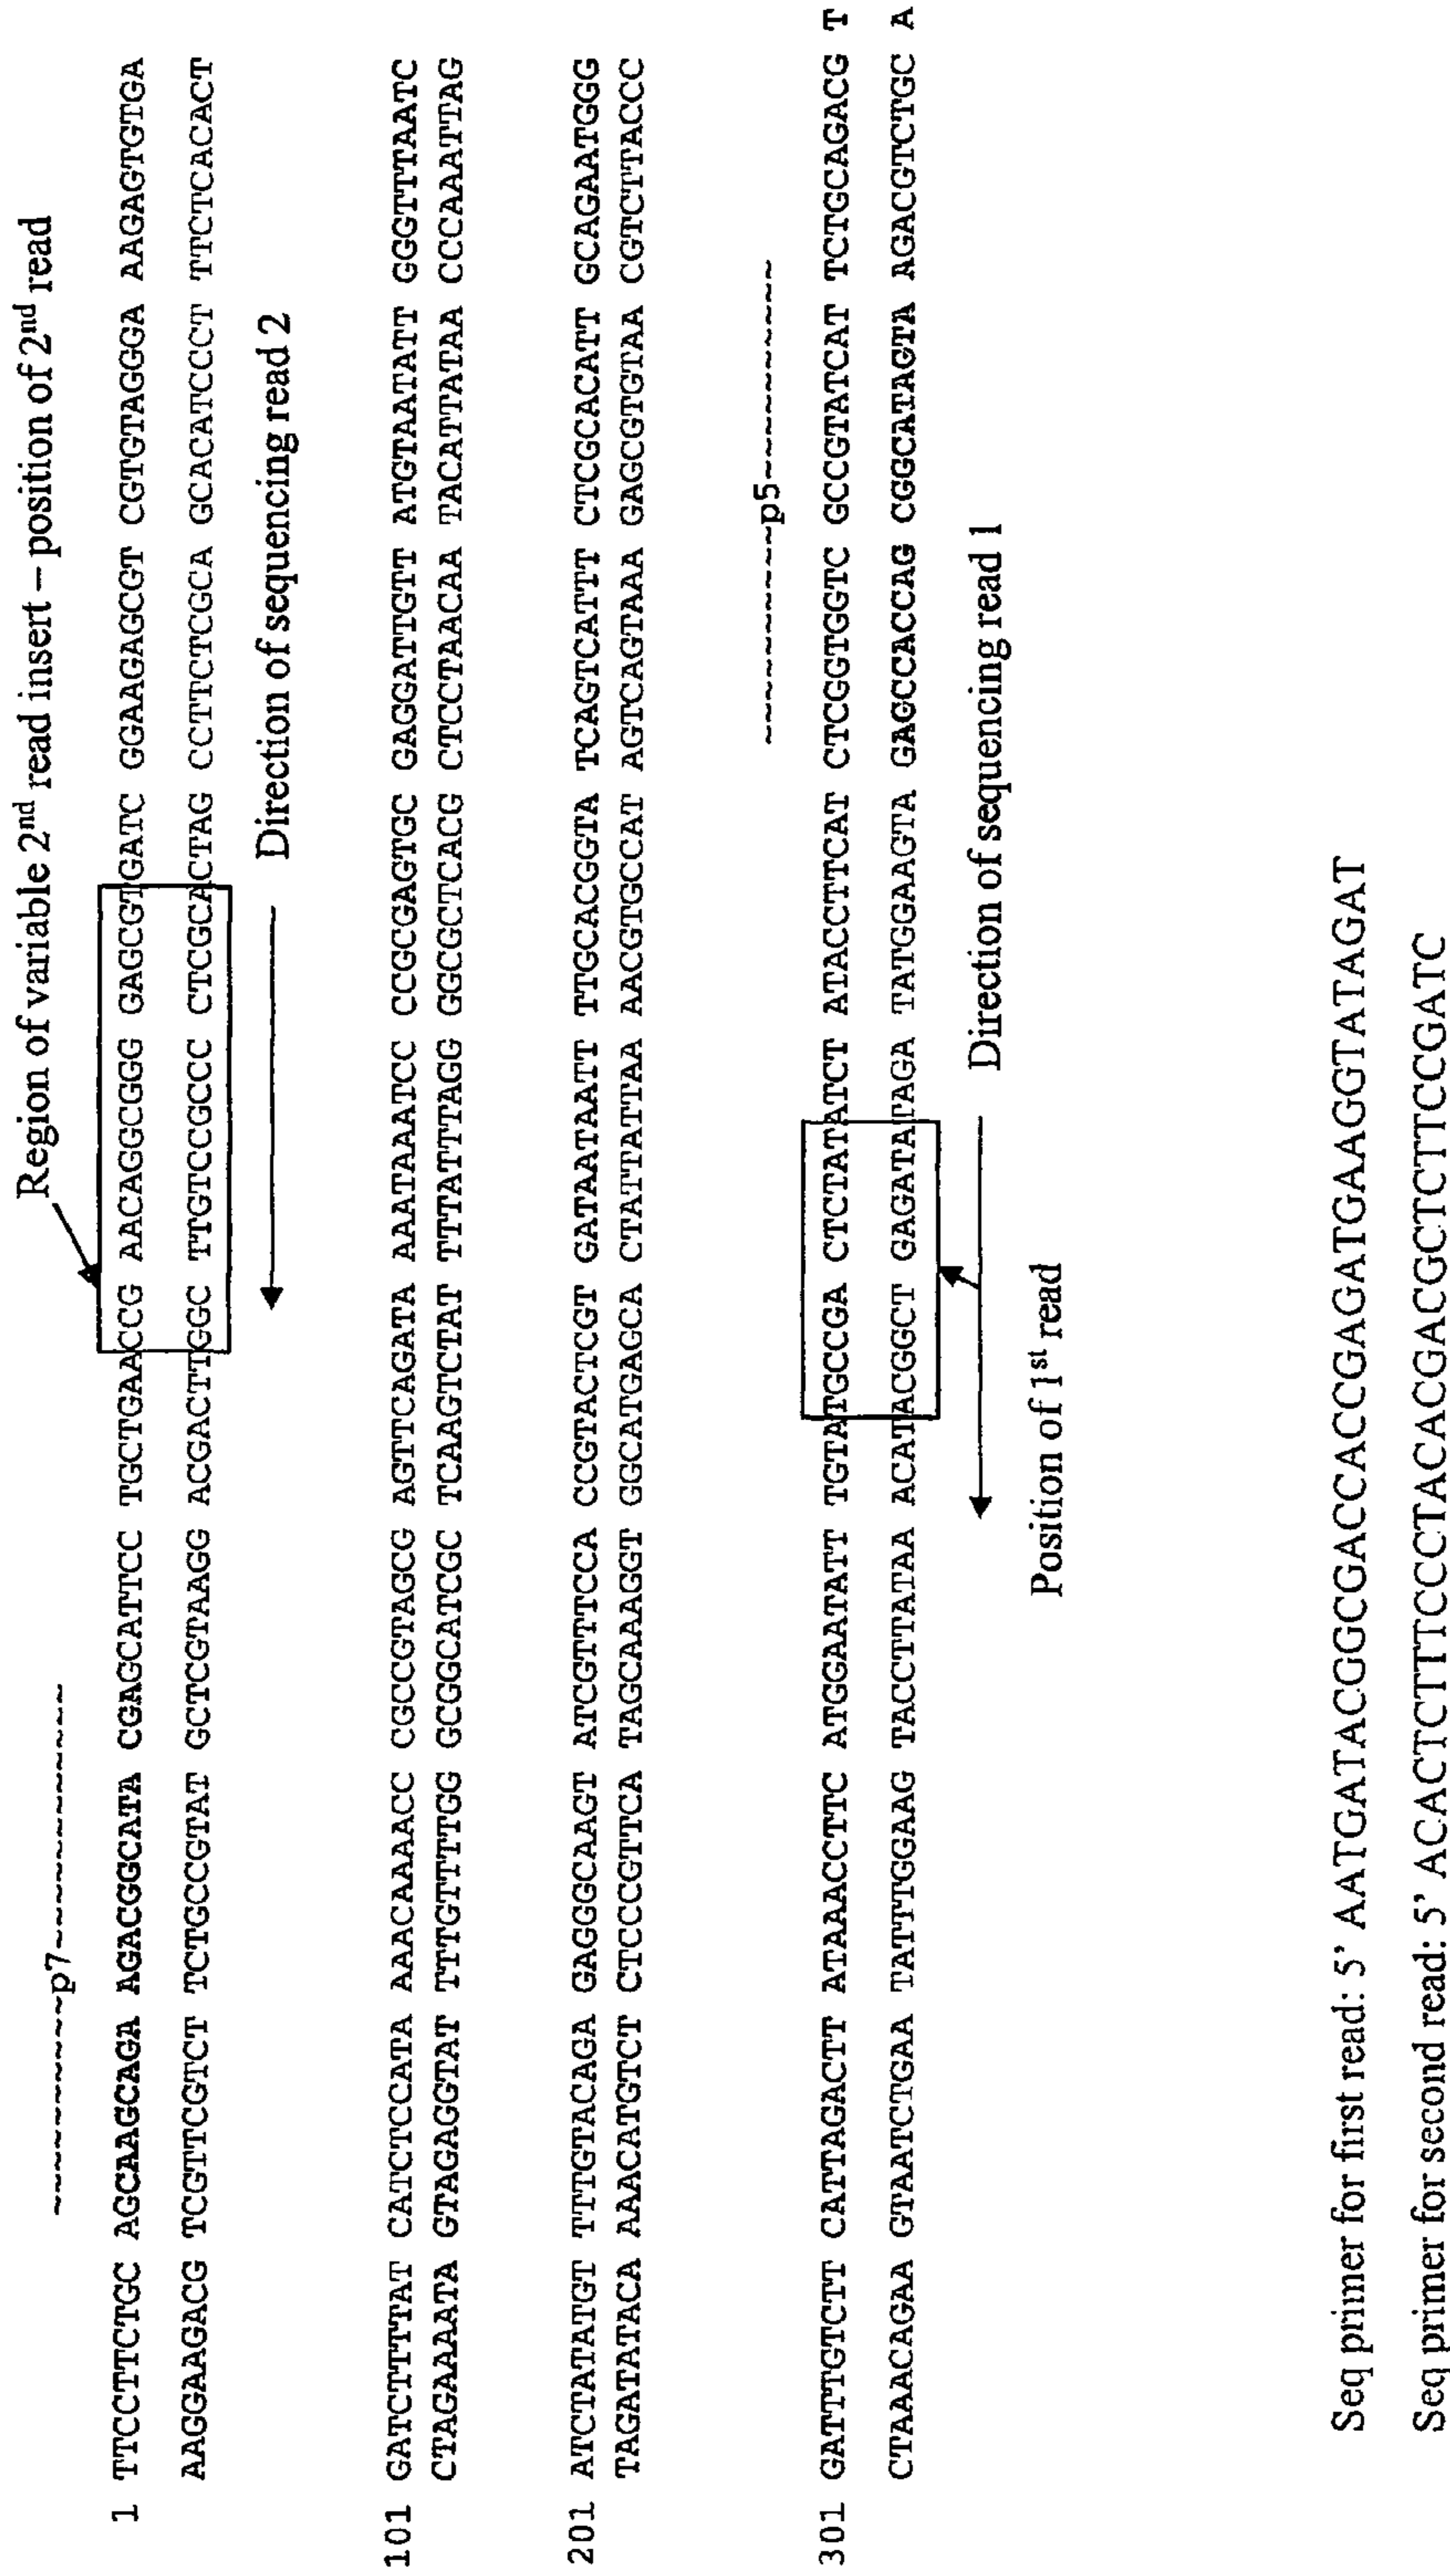 Region of variable 2nd read insert – position of 2nd read
~~~~~~~~~~p7~~~~~~~~~~
1 TTCCTTCTGC AGCAAGCAGA AGACGGCATA CGAGCATTCC TGCTGAACCG AACAGGCGGG GAGCGTGATC GGAAGAGCGT CGTGTAGGGA AAGAGTGTGA
AAGGAAGACG TCGTTCGTCT TCTGCCGTAT GCTCGTAAGG ACGACTTGGC TTGTCCGCCC CTCGCACTAG CCTTCTCGCA GCACATCCCT TTCTCACACT
Direction of sequencing read 2
101 GATCTTTTAT CATCTCCATA AAACAAAACC CGCCGTAGCG AGTTCAGATA AAATAAATCC CCGCGAGTGC GAGGATTGTT ATGTAATATT GGGTTTAATC
CTAGAAAATA GTAGAGGTAT TTTGTTTTGG GCGGCATCGC TCAAGTCTAT TTTATTTAGG GGCGCTCACG CTCCTAACAA TACATTATAA CCCAAATTAG
201 ATCTATATGT TTTGTACAGA GAGGGCAAGT ATCGTTTCCA CCGTACTCGT GATAATAATT TTGCACGGTA TCAGTCATTT CTCGCACATT GCAGAATGGG
TAGATATACA AAACATGTCT CTCCCGTTCA TAGCAAAGGT GGCATGAGCA CTATTATTAA AACGTGCCAT AGTCAGTAAA GAGCGTGTAA CGTCTTACCC
~~~~~~~~~~p5~~~~~~~~~~
301 GATTTGTCTT CATTAGACTT ATAAACCTTC ATGGAATATT TGTATGCCGA CTCTATATCT ATACCTTCAT CTCGGTGGTC GCCGTATCAT TCTGCAGACG T
CTAAACAGAA GTAATCTGAA TATTTGGAAG TACCTTATAA ACATACGGCT GAGATATAGA TATGGAAGTA GAGCCACCAG CGGCATAGTA AGACGTCTGC A
Direction of sequencing read 1
Position of 1st read
Seq primer for first read: 5' AATGATACGGCGACCACCGAGATGAAGGTATAGAT
Seq primer for second read: 5' ACACTCTTTCCCTACACGACGCTCTTCCGATC